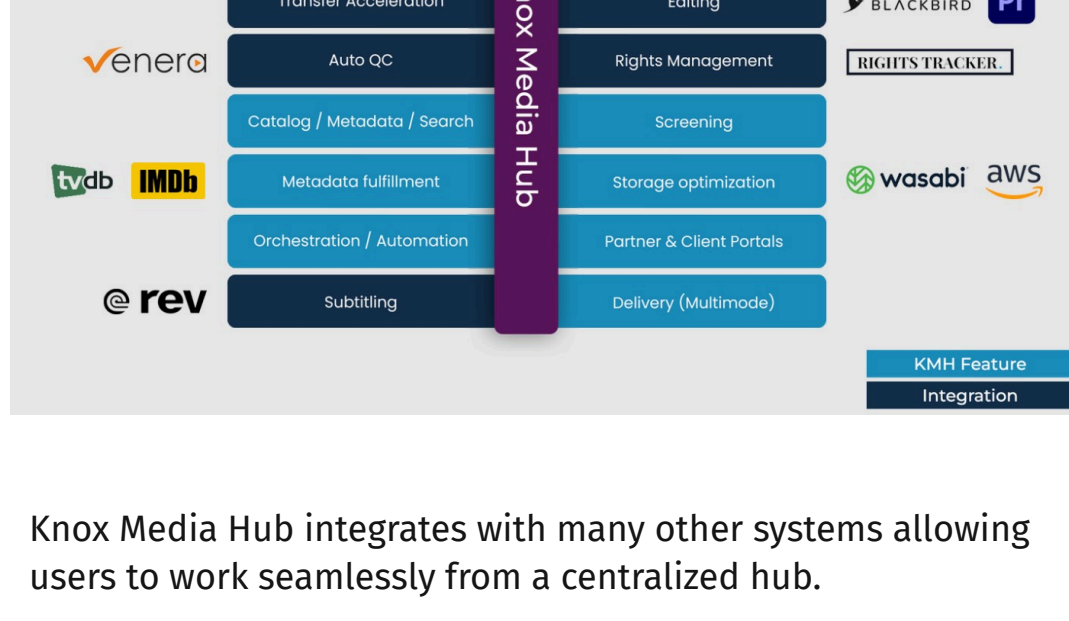 Transfer Acceleration
Editing
BLACKBIRD
Pr
venera
Auto QC
Rights Management
RIGHTS TRACKER.
Catalog / Metadata / Search
Screening
tvdb
IMDb
Metadata fulfillment
Storage optimization
wasabi
aws
Orchestration / Automation
Partner & Client Portals
rev
Subtitling
Delivery (Multimode)
nox Media Hub
KMH Feature
Integration
Knox Media Hub integrates with many other systems allowing
users to work seamlessly from a centralized hub.